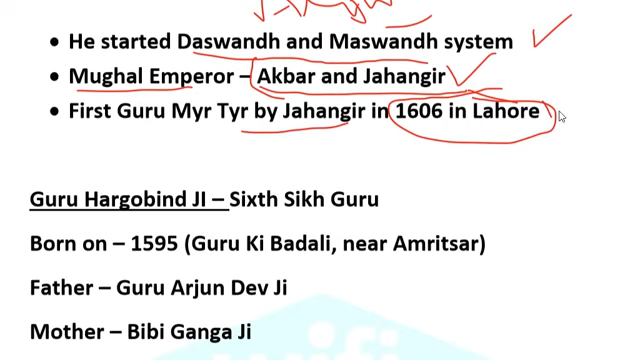 • He started Daswandh and Maswandh system
• Mughal Emperor – Akbar and Jahangir
• First Guru Myr Tyr by Jahangir in 1606 in Lahore
Guru Hargobind JI – Sixth Sikh Guru
Born on – 1595 (Guru Ki Badali, near Amritsar)
Father – Guru Arjun Dev Ji
Mother – Bibi Ganga Ji